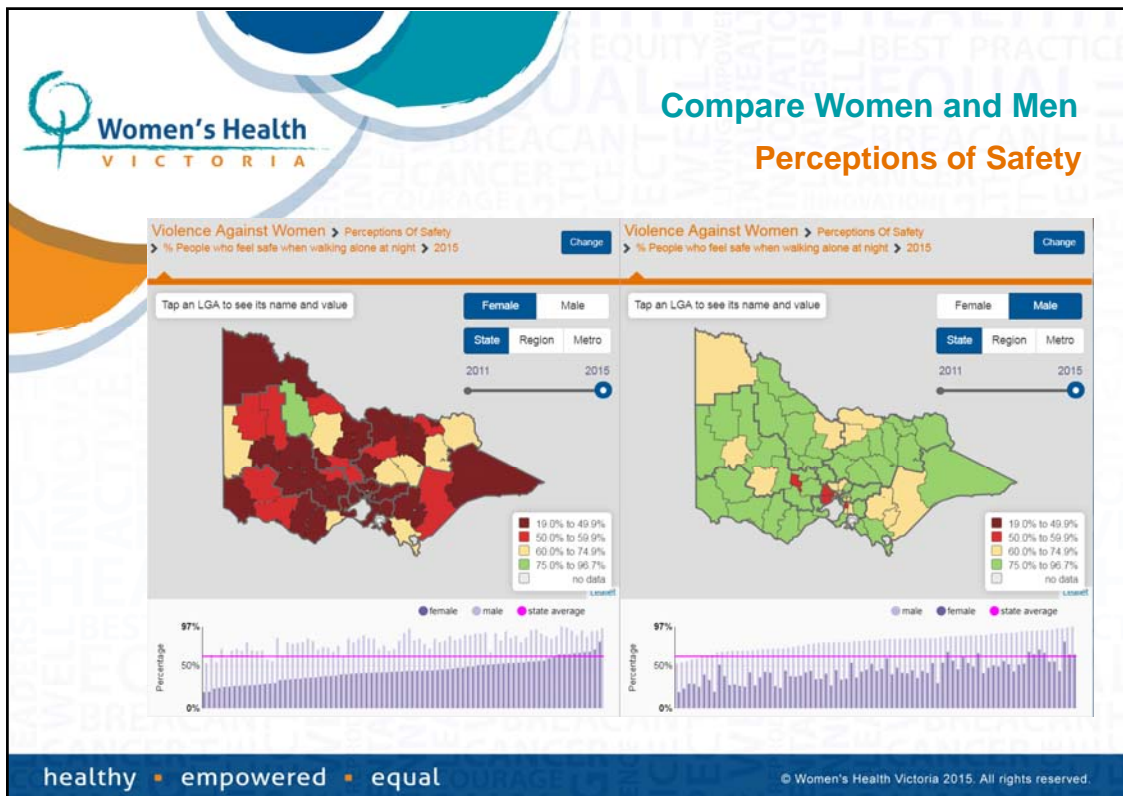 Women's Health
VICTORIA
Compare Women and Men
Perceptions of Safety
Violence Against Women > Perceptions Of Safety
> % People who feel safe when walking alone at night > 2015
Change
Tap an LGA to see its name and value
Female Male
State Region Metro
2011 2015
19.0% to 49.9%
50.0% to 59.9%
60.0% to 74.9%
75.0% to 96.7%
no data
Leaflet
female male state average
97%
50%
0%
Percentage
Violence Against Women > Perceptions Of Safety
> % People who feel safe when walking alone at night > 2015
Change
Tap an LGA to see its name and value
Female Male
State Region Metro
2011 2015
19.0% to 49.9%
50.0% to 59.9%
60.0% to 74.9%
75.0% to 96.7%
no data
Leaflet
male female state average
97%
50%
0%
Percentage
healthy ▪ empowered ▪ equal
© Women's Health Victoria 2015. All rights reserved.